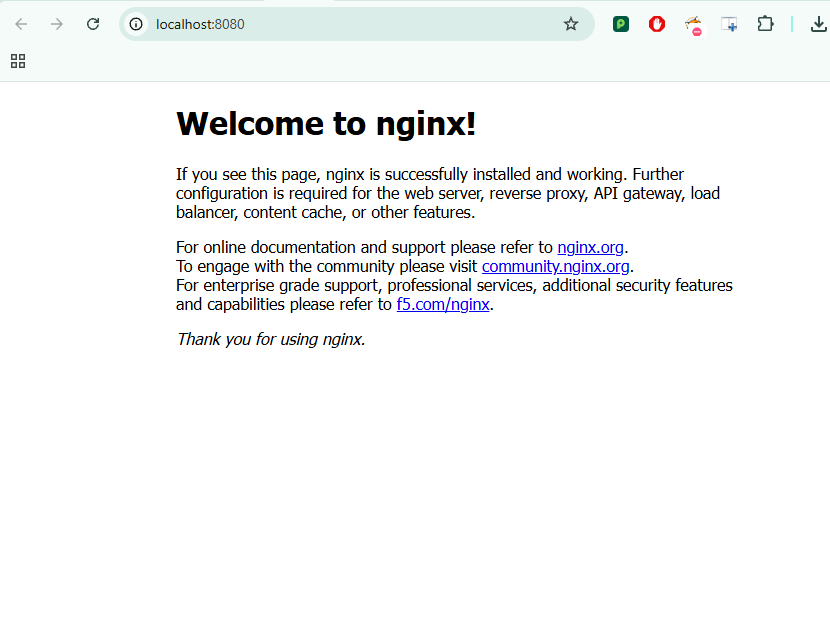 localhost:8080
Welcome to nginx!
If you see this page, nginx is successfully installed and working. Further
configuration is required for the web server, reverse proxy, API gateway, load
balancer, content cache, or other features.
For online documentation and support please refer to nginx.org.
To engage with the community please visit community.nginx.org.
For enterprise grade support, professional services, additional security features
and capabilities please refer to f5.com/nginx.
Thank you for using nginx.